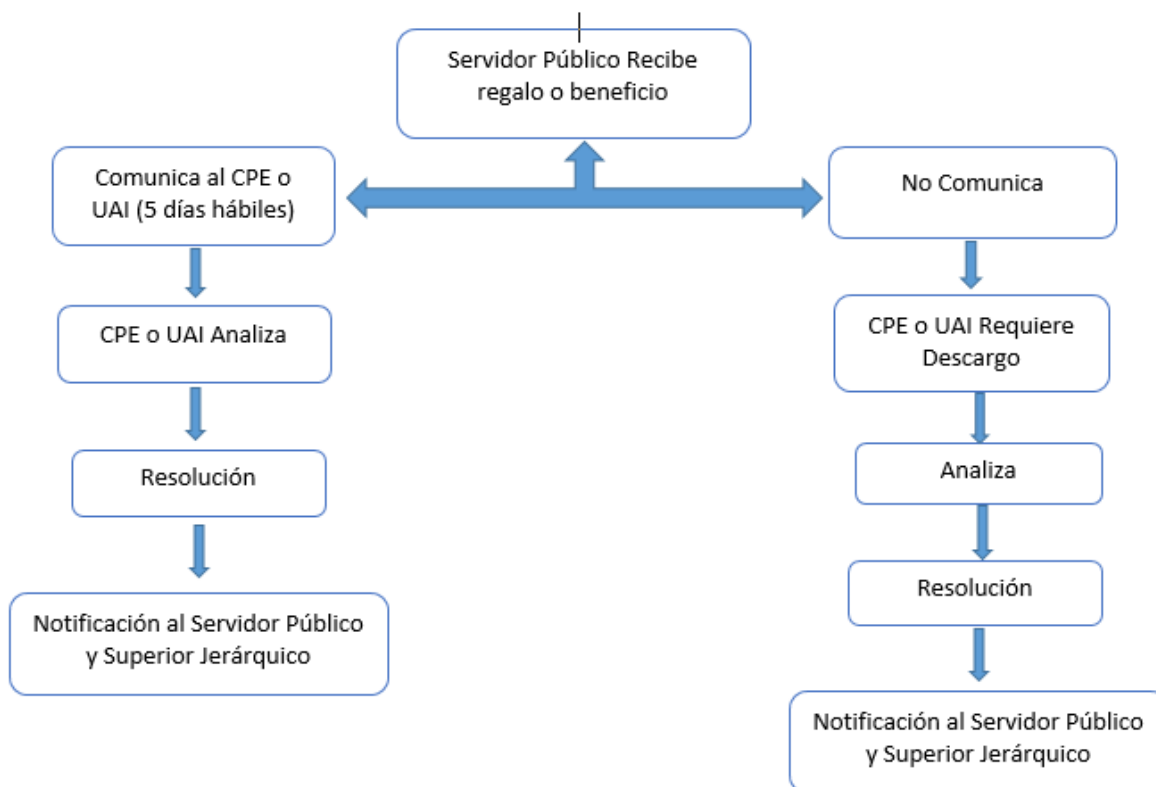 Servidor Público Recibe
regalo o beneficio
Comunica al CPE o
UAI (5 días hábiles)
CPE o UAI Analiza
Resolución
Notificación al Servidor Público
y Superior Jerárquico
No Comunica
CPE o UAI Requiere
Descargo
Analiza
Resolución
Notificación al Servidor Público
y Superior Jerárquico